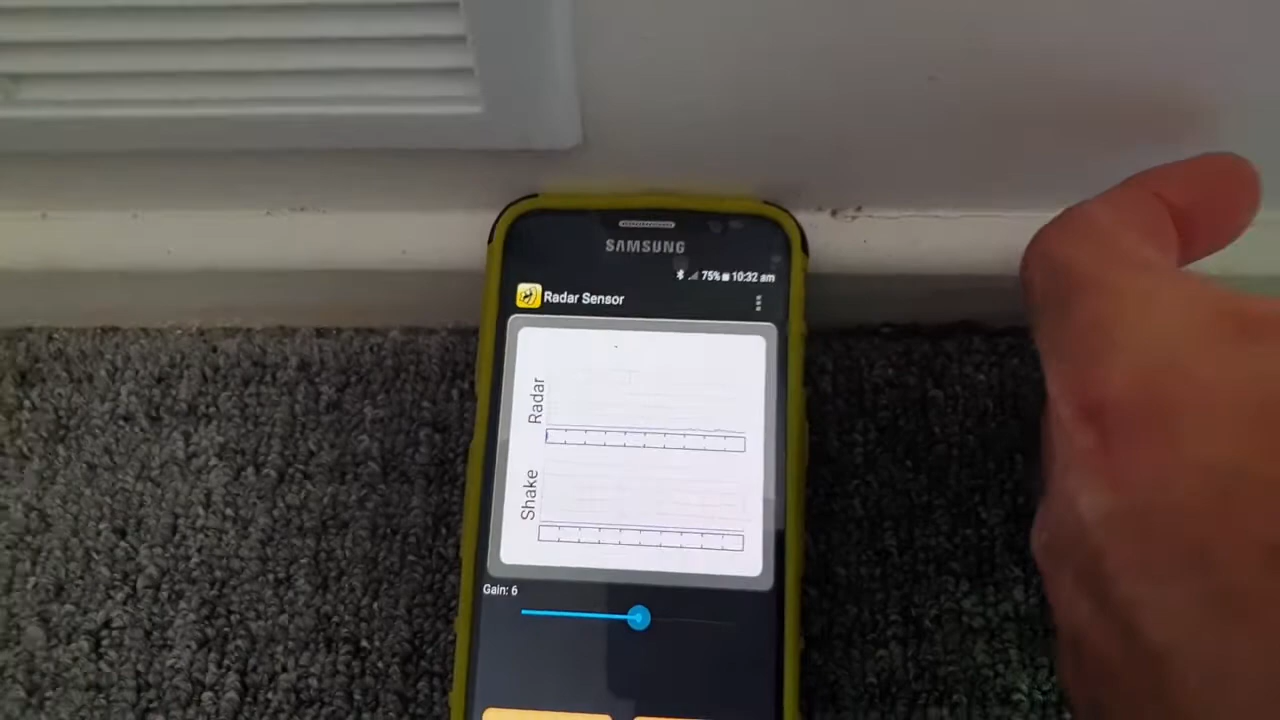 SAMSUNG
75% 10:32 am
Radar Sensor
Radar
Shake
Gain: 6